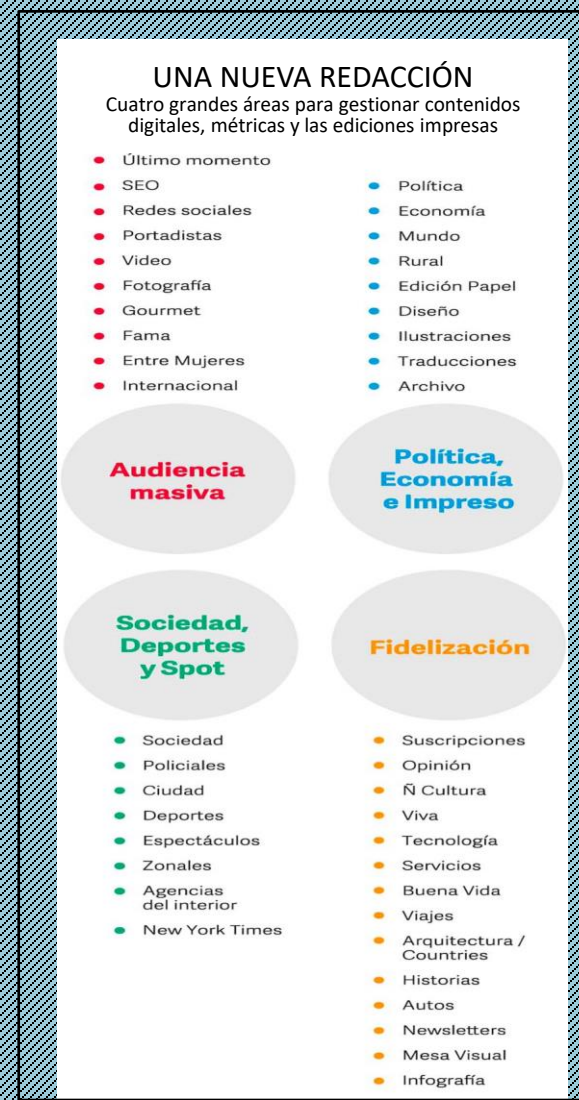 UNA NUEVA REDACCIÓN
Cuatro grandes áreas para gestionar contenidos
digitales, métricas y las ediciones impresas
Último momento
SEO
Redes sociales
Portadistas
Video
Fotografía
Gourmet
Fama
Entre Mujeres
Internacional
Política
Economía
Mundo
Rural
Edición Papel
Diseño
Ilustraciones
Traducciones
Archivo
Audiencia
masiva
Política,
Economía
e Impreso
Sociedad,
Deportes
y Spot
Fidelización
Sociedad
Policiales
Ciudad
Deportes
Espectáculos
Zonales
Agencias
del interior
New York Times
Suscripciones
Opinión
Ñ Cultura
Viva
Tecnología
Servicios
Buena Vida
Viajes
Arquitectura /
Countries
Historias
Autos
Newsletters
Mesa Visual
Infografía